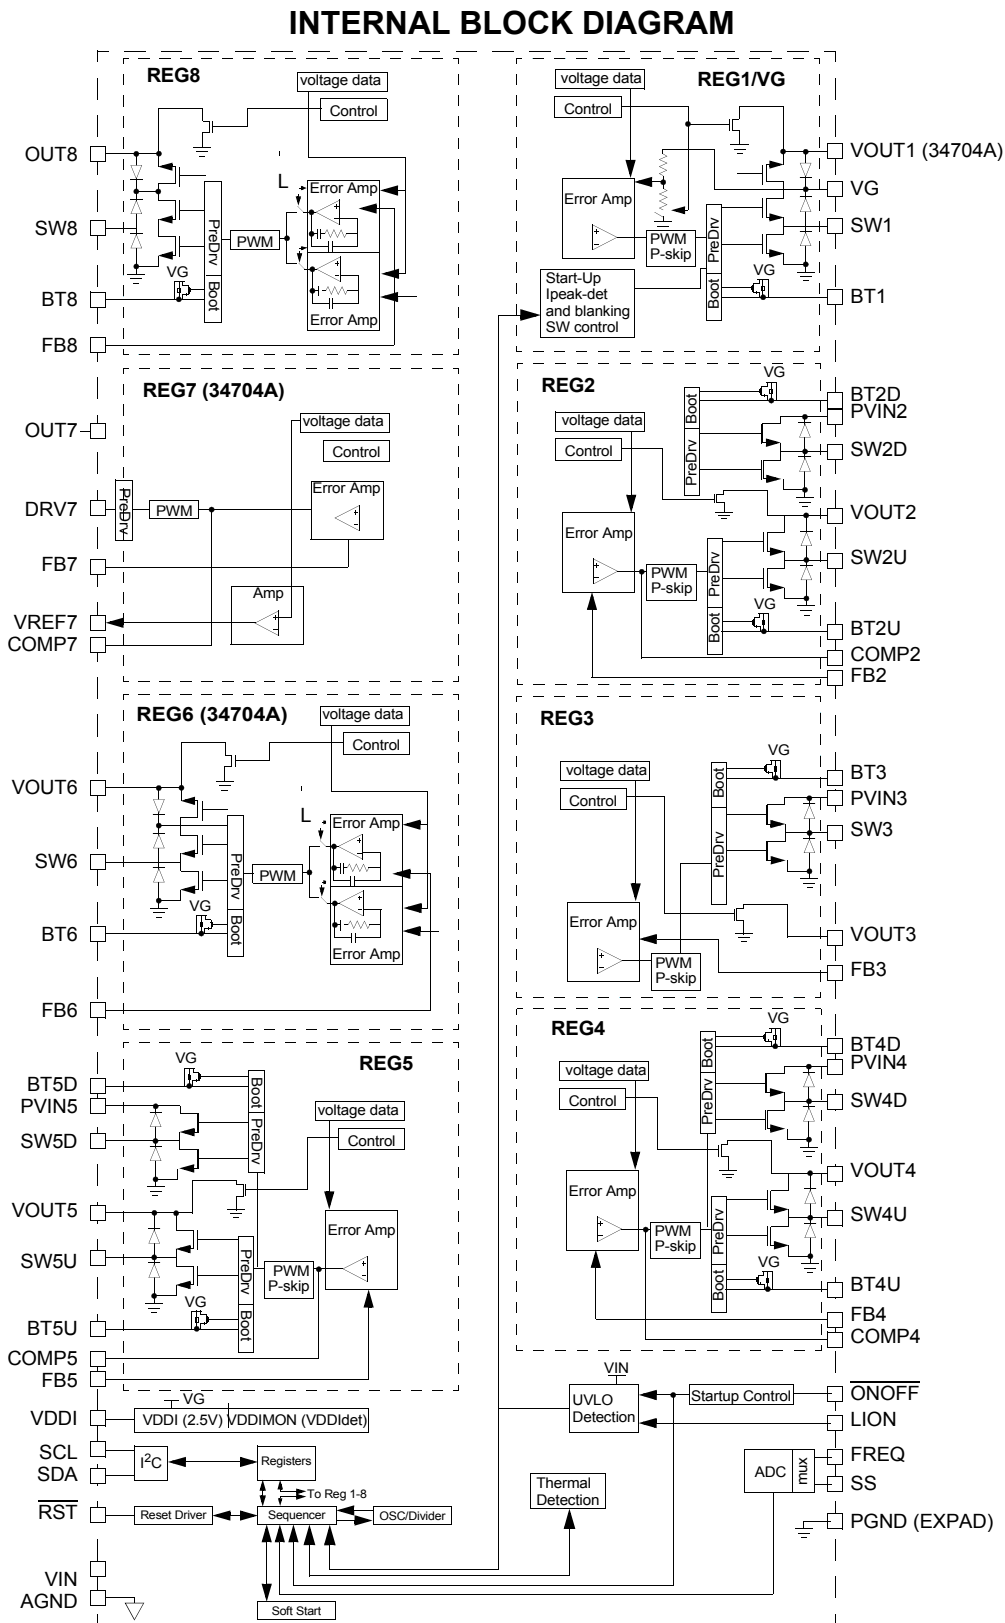 INTERNAL BLOCK DIAGRAM
REG8
voltage data
Control
OUT8
L
Error Amp
SW8
PreDrv
PWM
VG
BT8
Boot
Error Amp
FB8
REG7 (34704A)
voltage data
OUT7
Control
Error Amp
DRV7
PreDrv
PWM
FB7
Amp
VREF7
COMP7
REG6 (34704A)
voltage data
Control
VOUT6
L
Error Amp
SW6
PreDrv
PWM
VG
BT6
Boot
Error Amp
FB6
REG5
VG
BT5D
Boot
PVIN5
voltage data
SW5D
PreDrv
Control
VOUT5
Error Amp
SW5U
PreDrv
PWM
P-skip
VG
BT5U
Boot
COMP5
FB5
VG
VDDI
VDDI (2.5V)
VDDIMON (VDDIdet)
SCL
SDA
I2C
Registers
To Reg 1-8
RST
Reset Driver
Sequencer
OSC/Divider
VIN
AGND
Soft Start
voltage data
REG1/VG
Control
VOUT1 (34704A)
VG
Error Amp
SW1
PWM
P-skip
PreDrv
Start-Up
Ipeak-det
and blanking
SW control
VG
Boot
BT1
REG2
VG
Boot
BT2D
PVIN2
voltage data
Control
PreDrv
SW2D
VOUT2
Error Amp
SW2U
PWM
P-skip
PreDrv
VG
Boot
BT2U
COMP2
FB2
REG3
VG
voltage data
Boot
BT3
Control
PVIN3
PreDrv
SW3
Error Amp
VOUT3
PWM
P-skip
FB3
REG4
VG
Boot
BT4D
voltage data
PVIN4
Control
PreDrv
SW4D
VOUT4
Error Amp
SW4U
PWM
P-skip
PreDrv
VG
Boot
BT4U
FB4
COMP4
VIN
UVLO
Detection
Startup Control
ONOFF
LION
FREQ
ADC
mux
SS
Thermal
Detection
PGND (EXPAD)